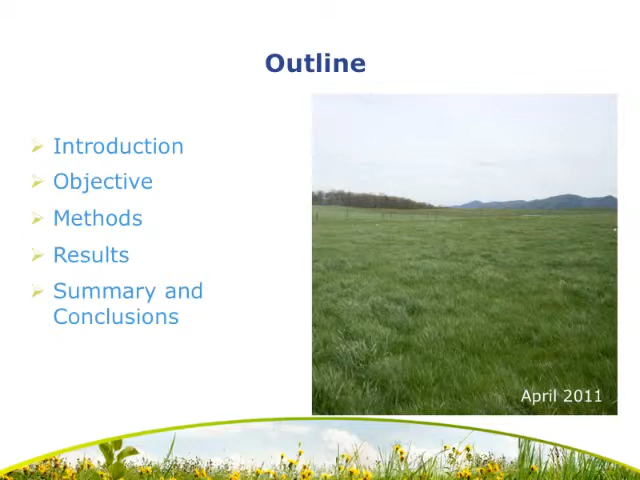 Outline
Introduction
Objective
Methods
Results
Summary and
Conclusions
April 2011